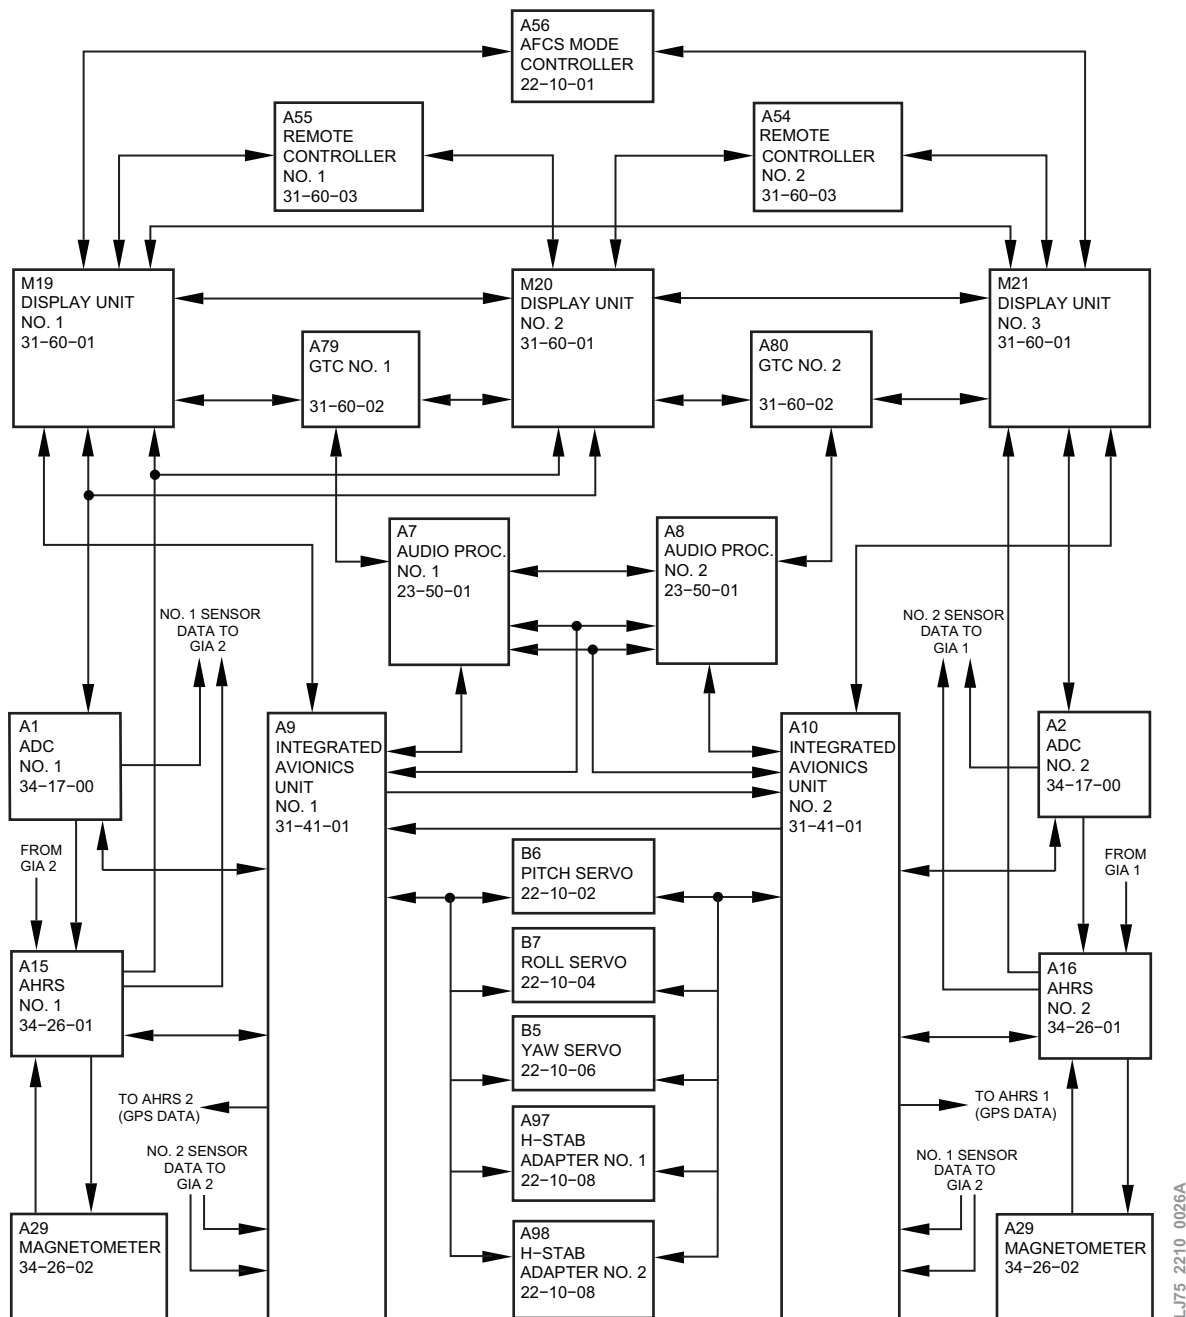 A56
AFCS MODE
CONTROLLER
22−10−01
A55
REMOTE
CONTROLLER
NO. 1
31−60−03
A54
REMOTE
CONTROLLER
NO. 2
31−60−03
M19
DISPLAY UNIT
NO. 1
31−60−01
M20
DISPLAY UNIT
NO. 2
31−60−01
M21
DISPLAY UNIT
NO. 3
31−60−01
A79
GTC NO. 1
31−60−02
A80
GTC NO. 2
31−60−02
A7
AUDIO PROC.
NO. 1
23−50−01
A8
AUDIO PROC.
NO. 2
23−50−01
NO. 1 SENSOR
DATA TO
GIA 2
NO. 2 SENSOR
DATA TO
GIA 1
A1
ADC
NO. 1
34−17−00
A9
INTEGRATED
AVIONICS
UNIT
NO. 1
31−41−01
A10
INTEGRATED
AVIONICS
UNIT
NO. 2
31−41−01
A2
ADC
NO. 2
34−17−00
FROM
GIA 2
B6
PITCH SERVO
22−10−02
FROM
GIA 1
B7
ROLL SERVO
22−10−04
A15
AHRS
NO. 1
34−26−01
A16
AHRS
NO. 2
34−26−01
B5
YAW SERVO
22−10−06
TO AHRS 2
(GPS DATA)
A97
H−STAB
ADAPTER NO. 1
22−10−08
TO AHRS 1
(GPS DATA)
NO. 2 SENSOR
DATA TO
GIA 2
NO. 1 SENSOR
DATA TO
GIA 2
A29
MAGNETOMETER
34−26−02
A98
H−STAB
ADAPTER NO. 2
22−10−08
A29
MAGNETOMETER
34−26−02
LJ75 2210 0026A